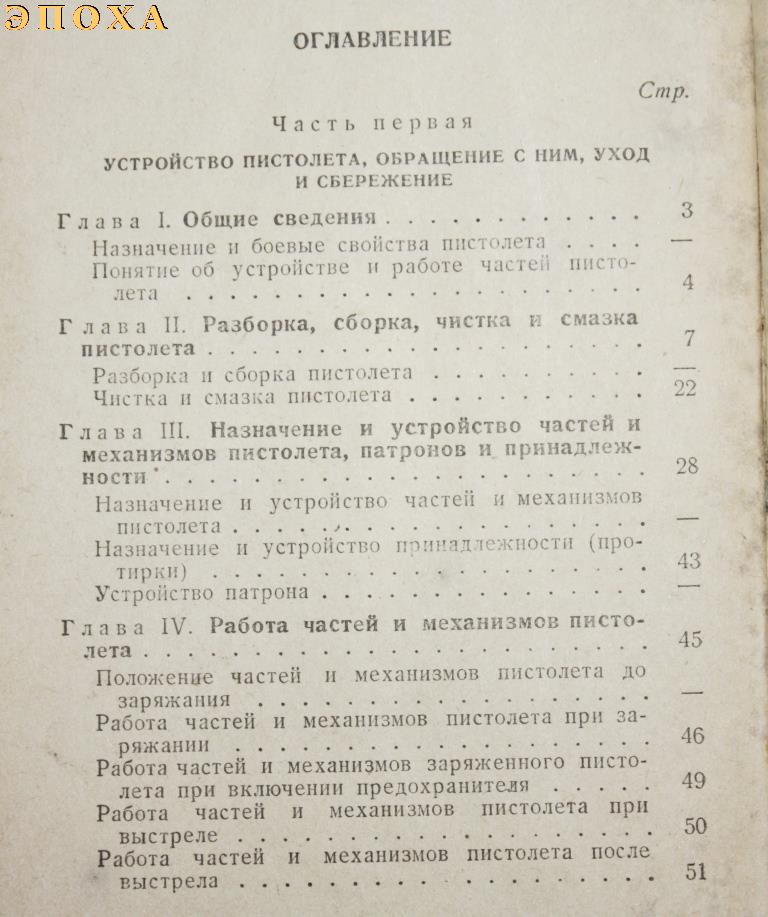 ЭПОХА
ОГЛАВЛЕНИЕ
Стр.
Часть первая
УСТРОЙСТВО ПИСТОЛЕТА, ОБРАЩЕНИЕ С НИМ, УХОД
И СБЕРЕЖЕНИЕ
Глава I. Общие сведения . . . . . . . . . . . . 3
Назначение и боевые свойства пистолета . . . . —
Понятие об устройстве и работе частей писто-
лета . . . . . . . . . . . . . . . . . . 4
Глава II. Разборка, сборка, чистка и смазка
пистолета . . . . . . . . . . . . . . . . . 7
Разборка и сборка пистолета . . . . . . . . . —
Чистка и смазка пистолета . . . . . . . . . . 22
Глава III. Назначение и устройство частей и
механизмов пистолета, патронов и принадлеж-
ности . . . . . . . . . . . . . . . . . . . 28
Назначение и устройство частей и механизмов
пистолета . . . . . . . . . . . . . . . . —
Назначение и устройство принадлежности (про-
тирки) . . . . . . . . . . . . . . . . . 43
Устройство патрона . . . . . . . . . . . . . —
Глава IV. Работа частей и механизмов писто-
лета . . . . . . . . . . . . . . . . . . . . 45
Положение частей и механизмов пистолета до
заряжания . . . . . . . . . . . . . . . —
Работа частей и механизмов пистолета при за-
ряжании . . . . . . . . . . . . . . . . 46
Работа частей и механизмов заряженного писто-
лета при включении предохранителя . . . . . 49
Работа частей и механизмов пистолета при
выстреле . . . . . . . . . . . . . . . . 50
Работа частей и механизмов пистолета после
выстрела . . . . . . . . . . . . . . . . 51